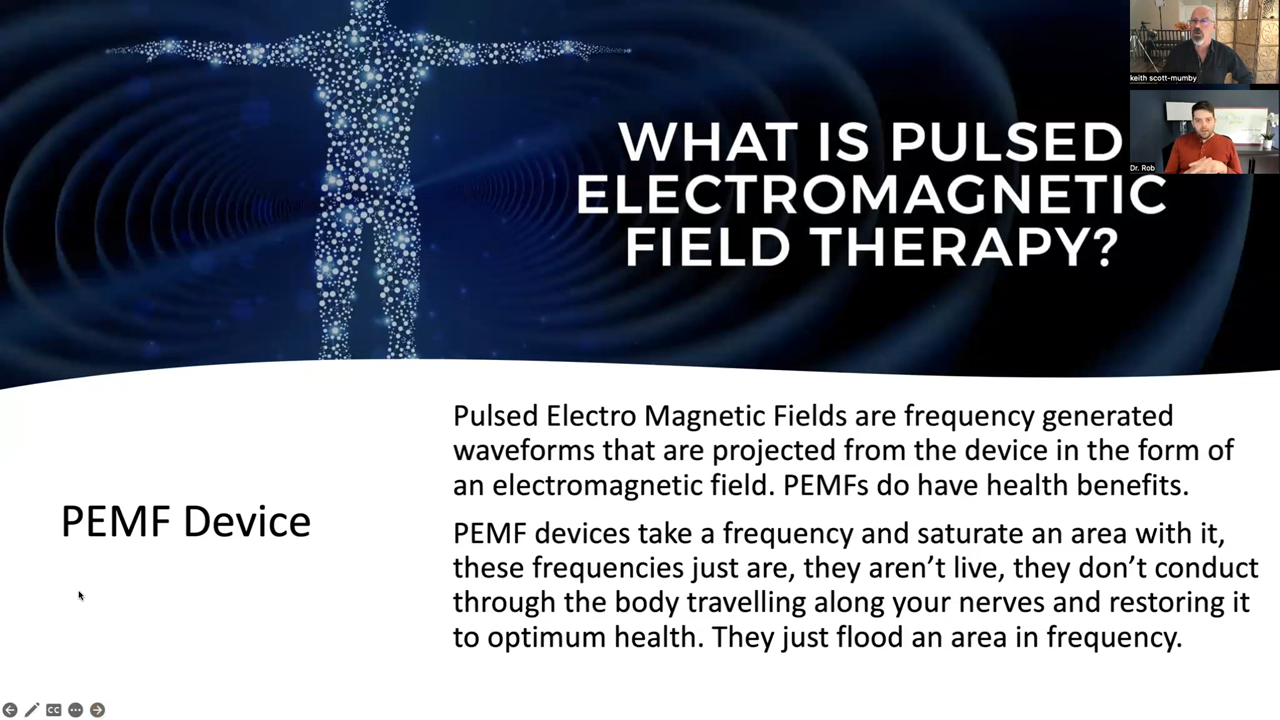 keith scott-mumby
Dr. Rob
WHAT IS PULSED
ELECTROMAGNETIC
FIELD THERAPY?
PEMF Device
Pulsed Electro Magnetic Fields are frequency generated
waveforms that are projected from the device in the form of
an electromagnetic field. PEMFs do have health benefits.
PEMF devices take a frequency and saturate an area with it,
these frequencies just are, they aren’t live, they don’t conduct
through the body travelling along your nerves and restoring it
to optimum health. They just flood an area in frequency.
CC